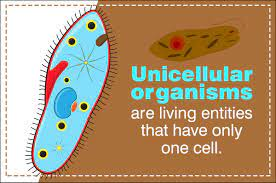 Unicellular
organisms
are living entities
that have only
one cell.